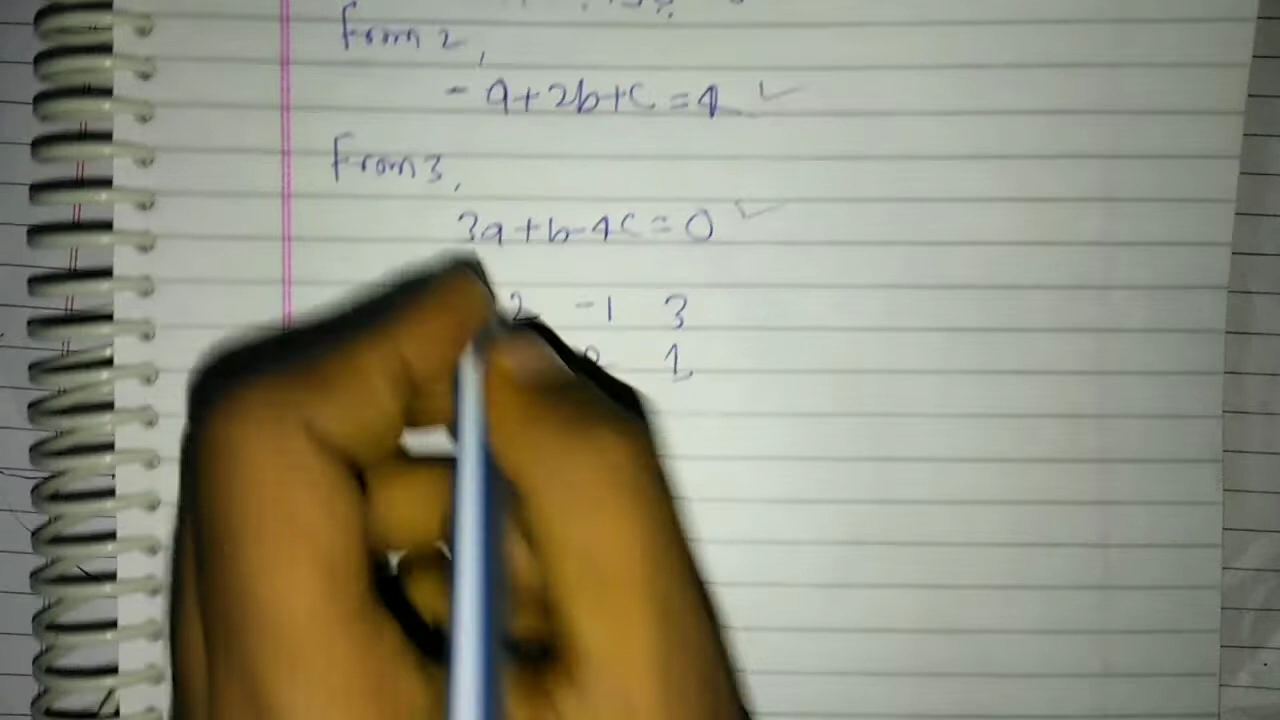 From 2,
- a+2b+c = 4
From 3,
3a+b-4c=0
2 -1 3
1